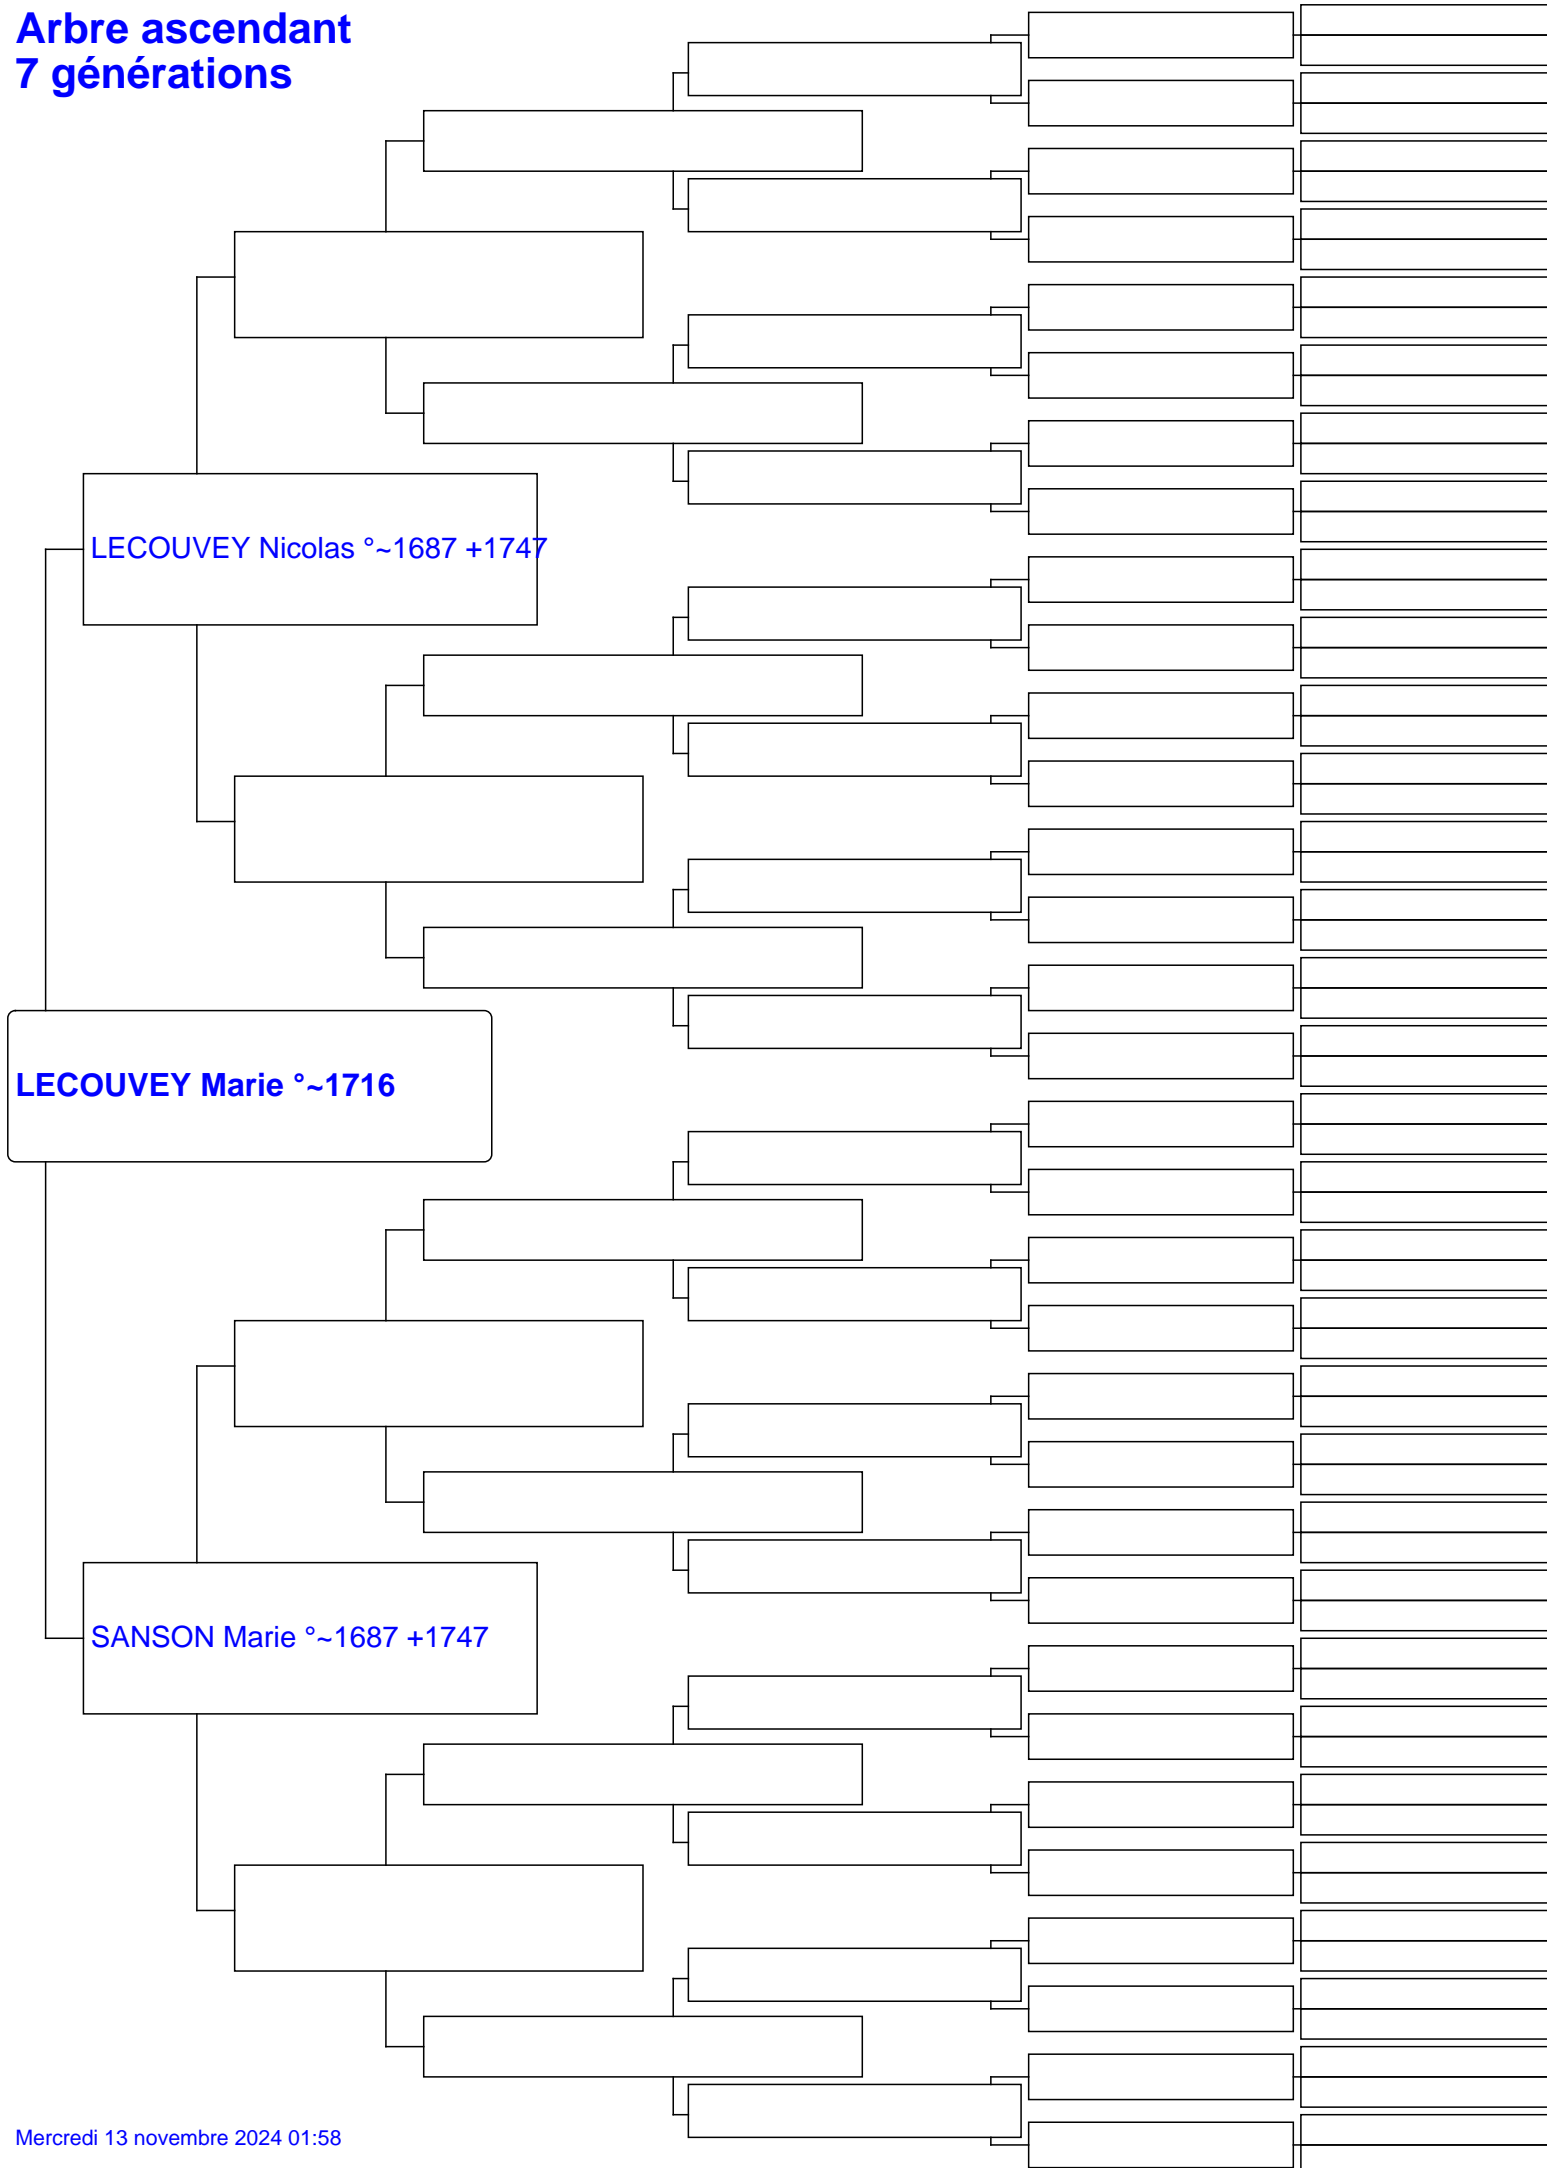 Arbre ascendant
7 générations
LECOUVEY Nicolas °~1687 +1747
LECOUVEY Marie °~1716
SANSON Marie °~1687 +1747
Mercredi 13 novembre 2024 01:58